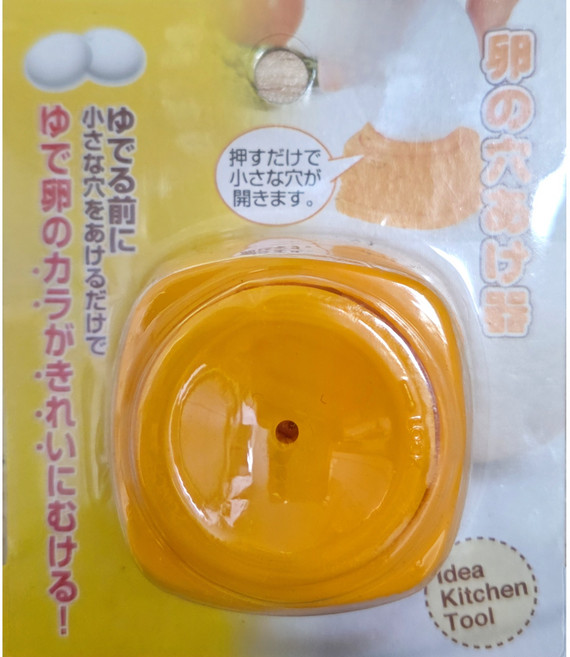 卵の穴あけ器
押すだけで
小さな穴が
開きます。
ゆでる前に
小さな穴をあけるだけで
ゆで卵のカラがきれいにむける！
Idea
Kitchen
Tool